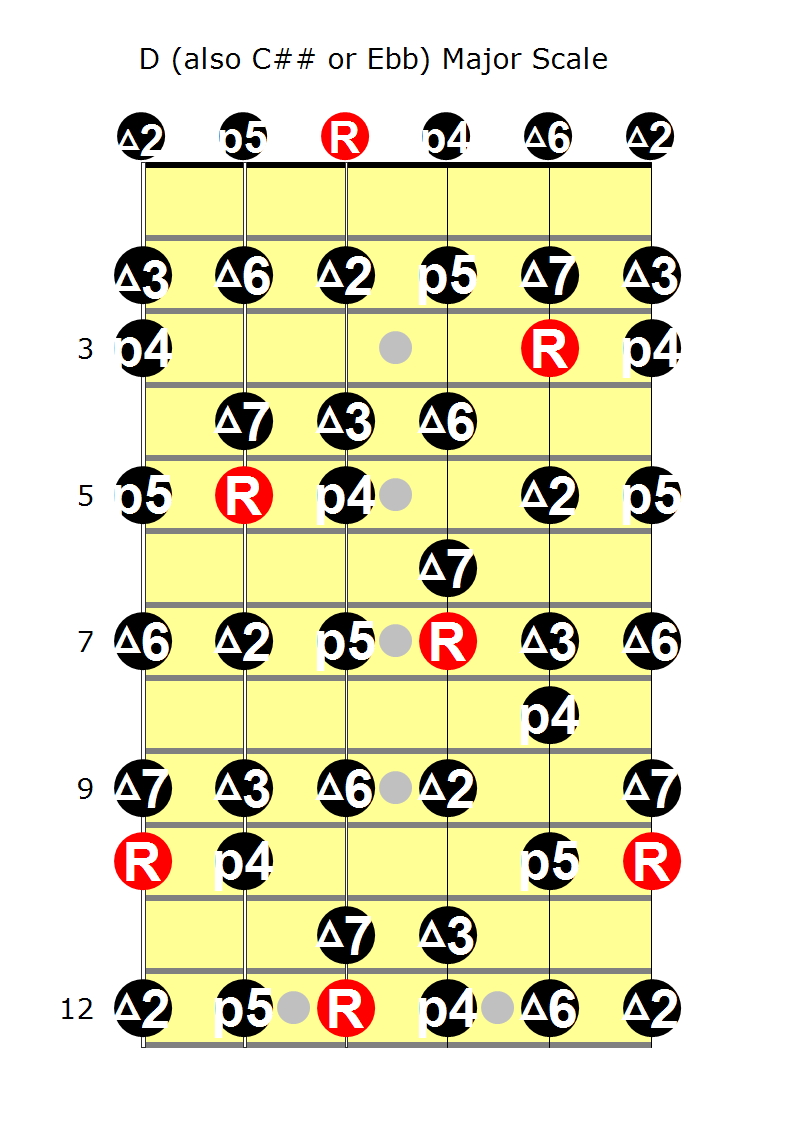 D (also C## or Ebb) Major Scale
Δ2 p5 R p4 Δ6 Δ2
Δ3 Δ6 Δ2 p5 Δ7 Δ3
3 p4 R p4
Δ7 Δ3 Δ6
5 p5 R p4 Δ2 p5
Δ7
7 Δ6 Δ2 p5 R Δ3 Δ6
p4
9 Δ7 Δ3 Δ6 Δ2 Δ7
R p4 p5 R
Δ7 Δ3
12 Δ2 p5 R p4 Δ6 Δ2